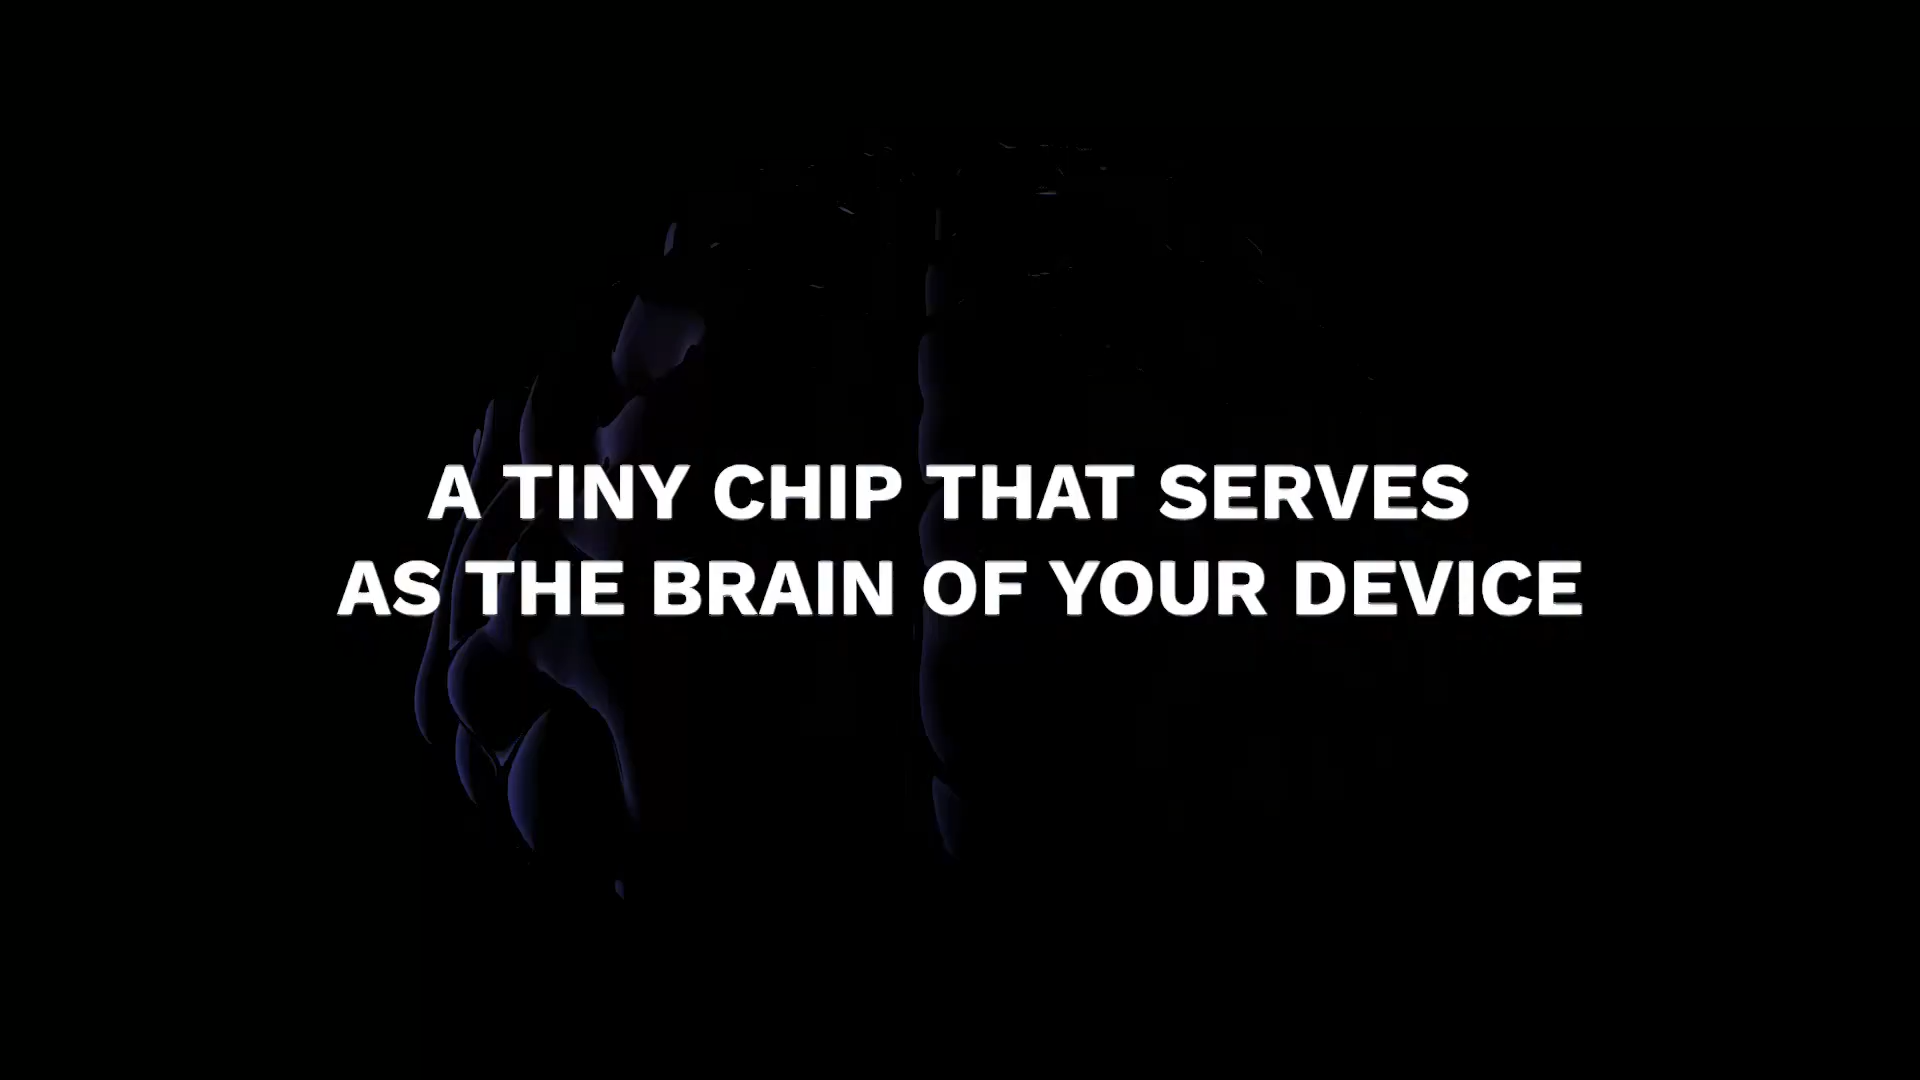 A TINY CHIP THAT SERVES
AS THE BRAIN OF YOUR DEVICE